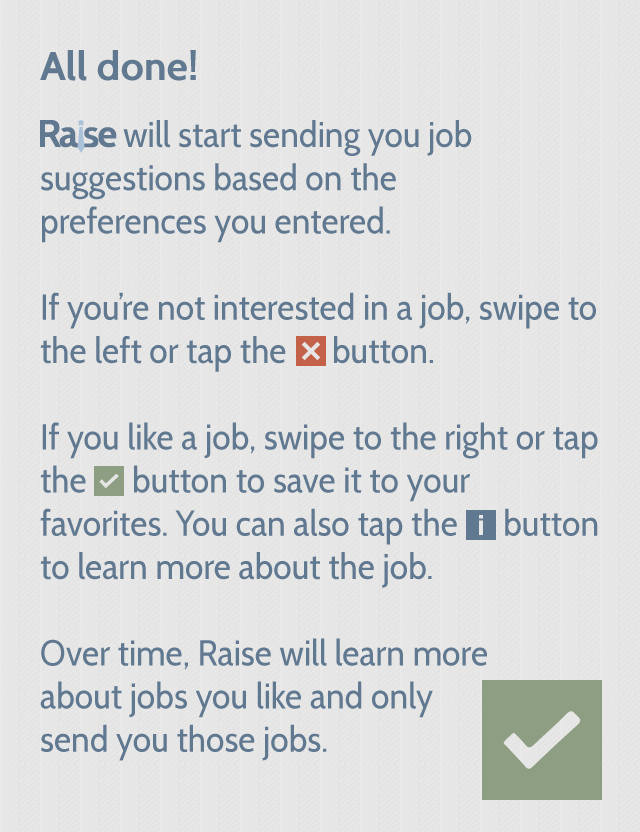 All done!
Raise will start sending you job
suggestions based on the
preferences you entered.
If you’re not interested in a job, swipe to
the left or tap the button.
If you like a job, swipe to the right or tap
the button to save it to your
favorites. You can also tap the i button
to learn more about the job.
Over time, Raise will learn more
about jobs you like and only
send you those jobs.